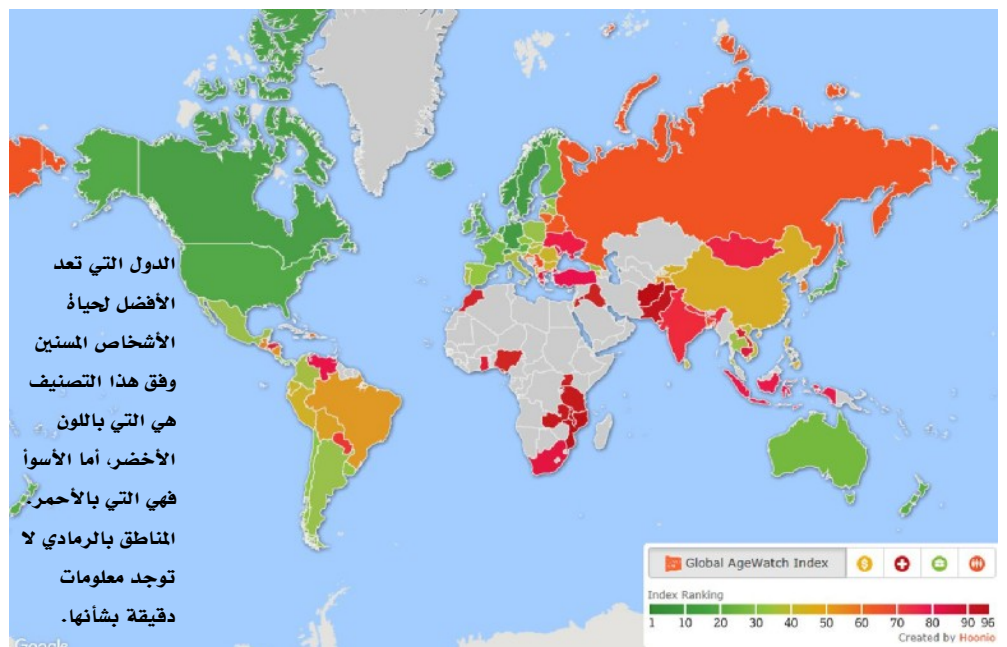 الدول التي تعد
الأفضل لحياة
الأشخاص المسنين
وفق هذا التصنيف
هي التي باللون
الأخضر، أما الأسوأ
فهي التي بالأحمر.
المناطق بالرمادي لا
توجد معلومات
دقيقة بشأنها.
Global AgeWatch Index
Index Ranking
1 10 20 30 40 50 60 70 80 90 96
Created by Hoonio
Google